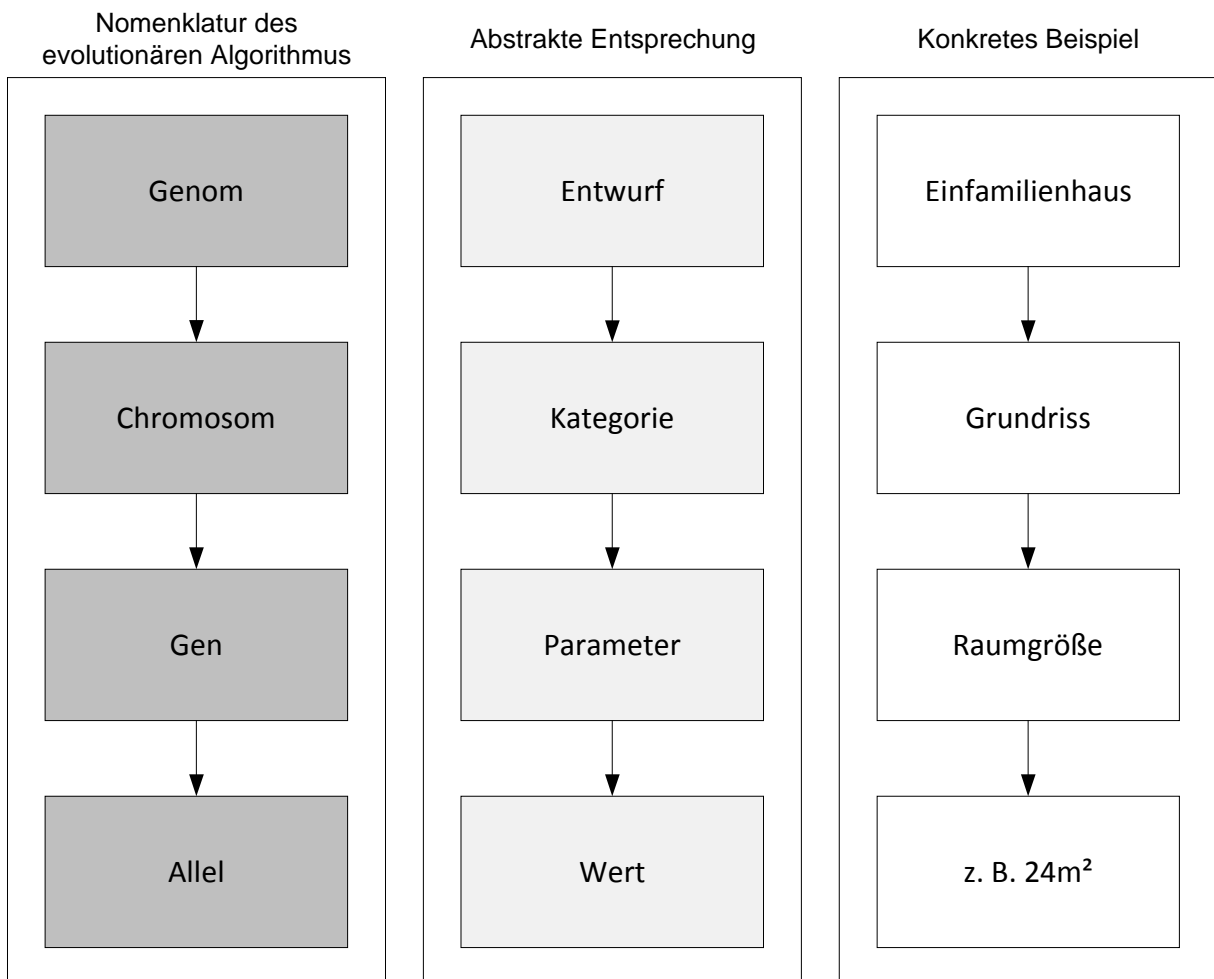 Nomenklatur des
evolutionären Algorithmus
Genom
Chromosom
Gen
Allel
Abstrakte Entsprechung
Entwurf
Kategorie
Parameter
Wert
Konkretes Beispiel
Einfamilienhaus
Grundriss
Raumgröße
z. B. 24m²